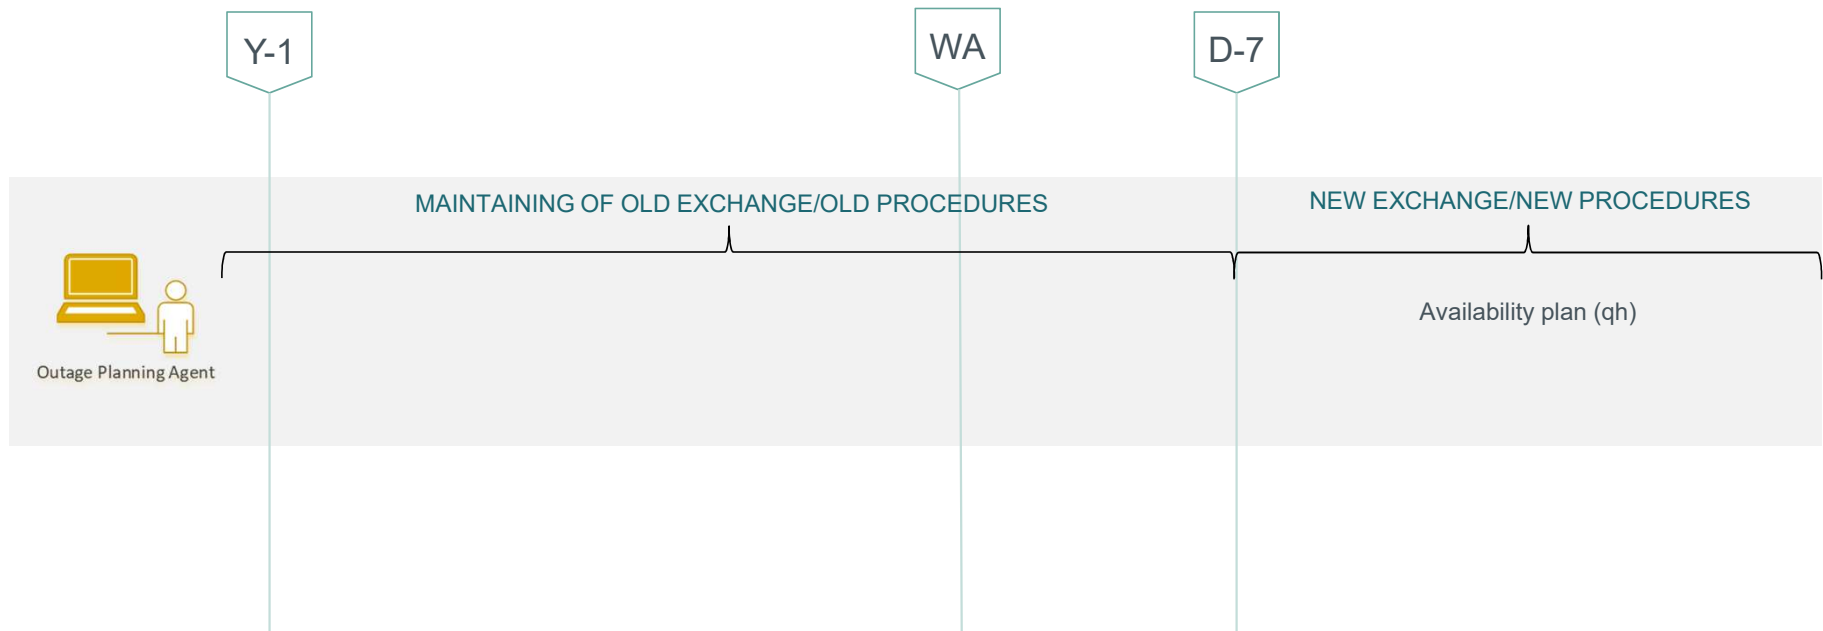 Y-1
WA
D-7
MAINTAINING OF OLD EXCHANGE/OLD PROCEDURES
NEW EXCHANGE/NEW PROCEDURES
Availability plan (qh)
Outage Planning Agent